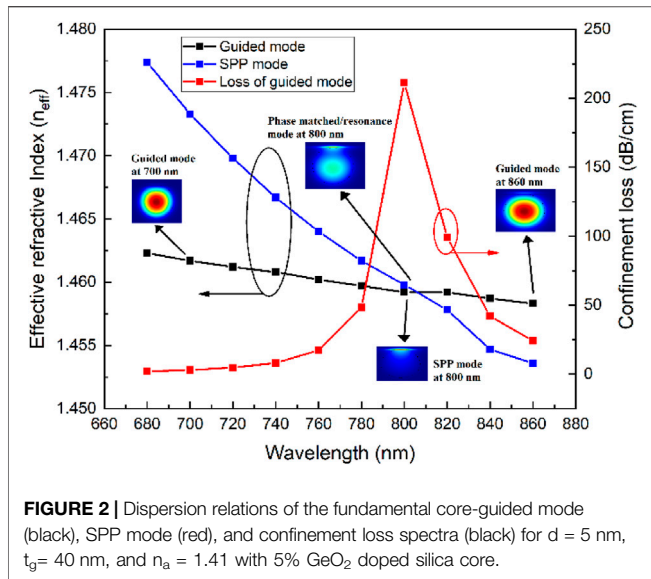 1.480
1.475
1.470
1.465
1.460
1.455
1.450
Effective refractive Index (n_eff)
Guided mode
SPP mode
Loss of guided mode
250
200
150
100
50
0
Confinement loss (dB/cm)
Phase matched/resonance
mode at 800 nm
Guided mode
at 700 nm
Guided mode
at 860 nm
SPP mode
at 800 nm
660 680 700 720 740 760 780 800 820 840 860 880
Wavelength (nm)
FIGURE 2 | Dispersion relations of the fundamental core-guided mode
(black), SPP mode (red), and confinement loss spectra (black) for d = 5 nm,
t_g= 40 nm, and n_a = 1.41 with 5% GeO₂ doped silica core.